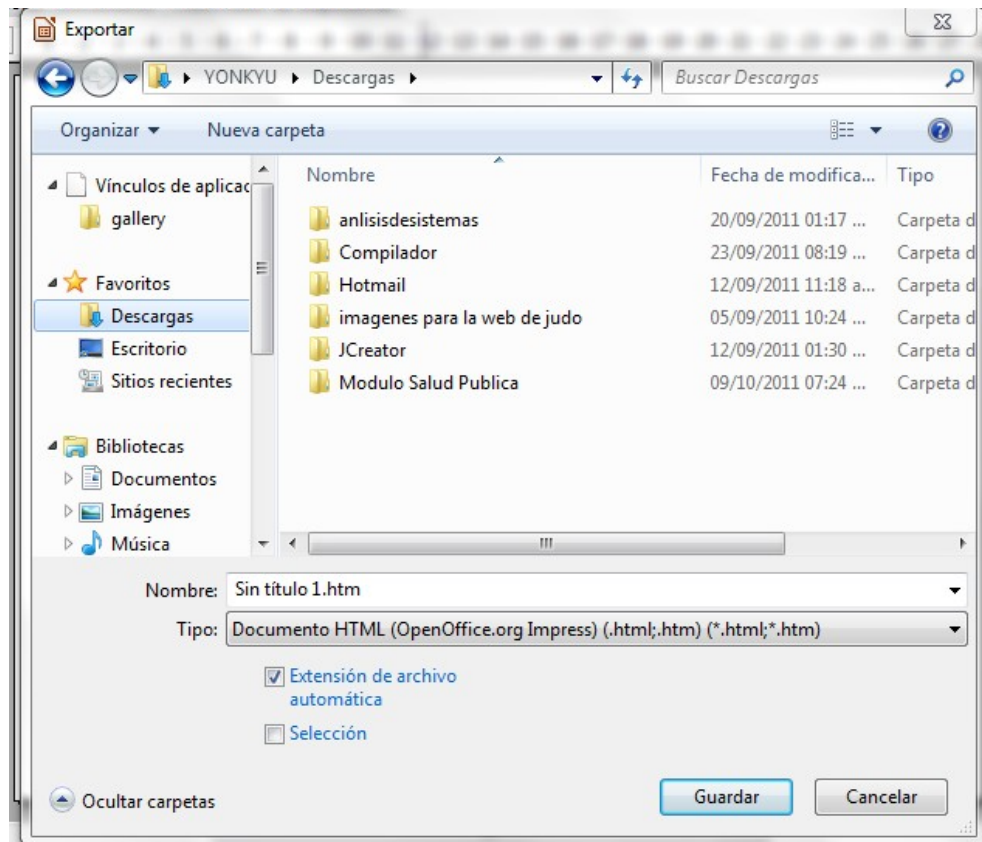 Exportar
YONKYU Descargas Buscar Descargas
Organizar Nueva carpeta
Nombre Fecha de modifica... Tipo
Vínculos de aplicac
gallery
Favoritos
Descargas
Escritorio
Sitios recientes
Bibliotecas
Documentos
Imágenes
Música
anlisisdesistemas 20/09/2011 01:17 ... Carpeta d
Compilador 23/09/2011 08:19 ... Carpeta d
Hotmail 12/09/2011 11:18 a... Carpeta d
imagenes para la web de judo 05/09/2011 10:24 ... Carpeta d
JCreator 12/09/2011 01:30 ... Carpeta d
Modulo Salud Publica 09/10/2011 07:24 ... Carpeta d
Nombre: Sin título 1.htm
Tipo: Documento HTML (OpenOffice.org Impress) (.html;.htm) (*.html;*.htm)
Extensión de archivo
automática
Selección
Ocultar carpetas Guardar Cancelar